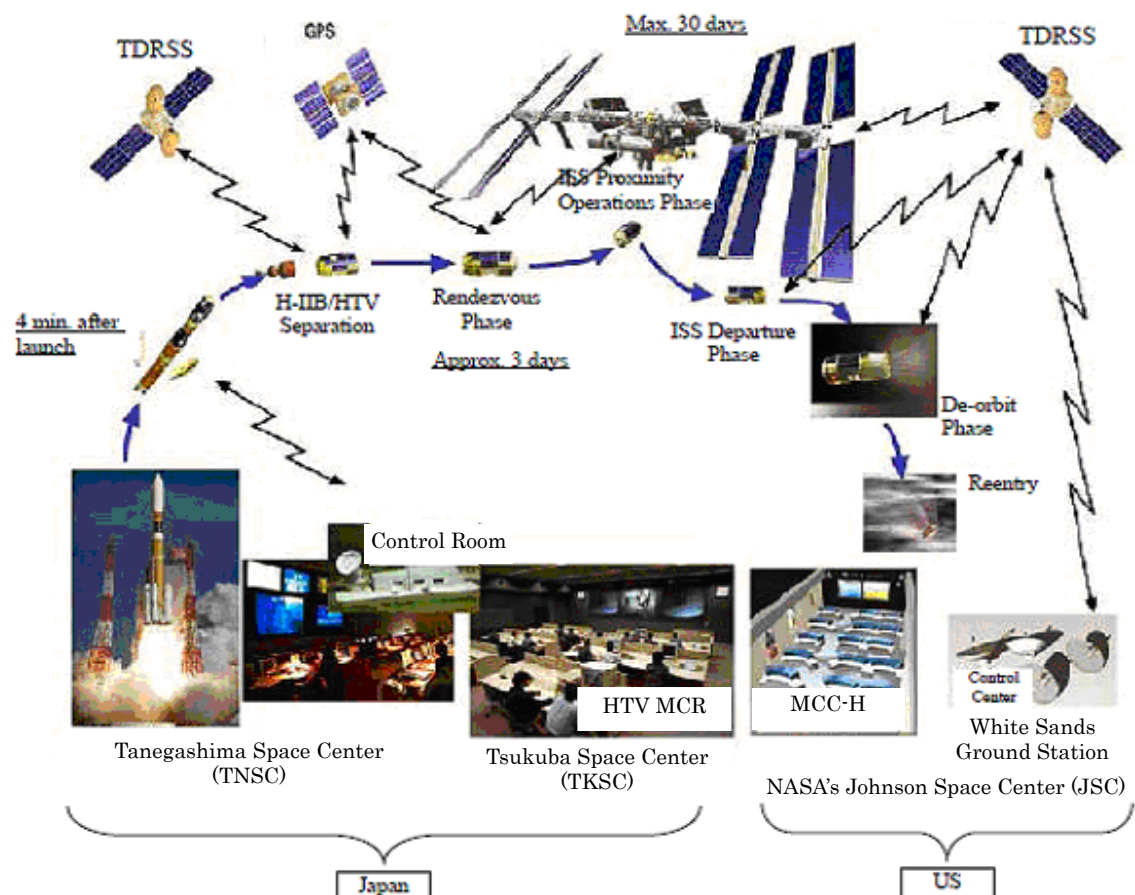 Max. 30 days
GPS
TDRSS
TDRSS
ISS Proximity
Operations Phase
H-IIB/HTV
Separation
Rendezvous
Phase
ISS Departure
Phase
4 min. after
launch
Approx. 3 days
De-orbit
Phase
Reentry
Control Room
HTV MCR
MCC-H
Control
Center
Tanegashima Space Center
(TNSC)
Tsukuba Space Center
(TKSC)
White Sands
Ground Station
NASA's Johnson Space Center (JSC)
Japan
US